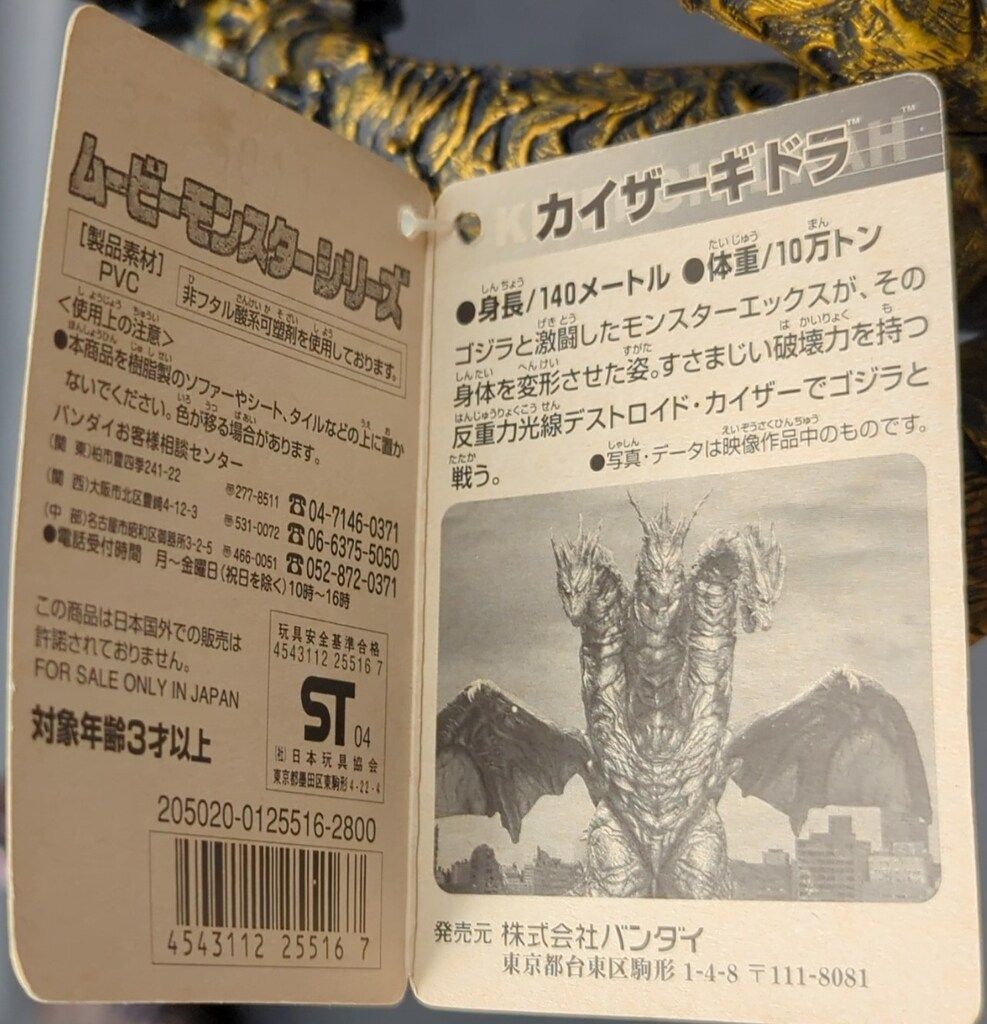 ムービーモンスターシリーズ
[製品素材]
PVC
非フタル酸系可塑剤を使用しております。
<使用上の注意>
●本商品を樹脂製のソファーやシート、タイルなどの上に置か
ないでください。色が移る場合があります。
バンダイお客様相談センター
(関 東)柏市豊四季241-22 〠277-8511 ☎04-7146-0371
(関 西)大阪市北区豊崎4-12-3 〠531-0072 ☎06-6375-5050
(中 部)名古屋市昭和区御器所3-2-5 〠466-0051 ☎052-872-0371
●電話受付時間 月〜金曜日(祝日を除く)10時〜16時
この商品は日本国外での販売は
許諾されておりません。
FOR SALE ONLY IN JAPAN
対象年齢3才以上
玩具安全基準合格
4543112 25516 7
ST 04
(社)日本玩具協会
東京都墨田区東駒形4-22-4
205020-0125516-2800
4543112 255167
カイザーギドラ™
●身長/140メートル ●体重/10万トン
ゴジラと激闘したモンスターエックスが、その
身体を変形させた姿。すさまじい破壊力を持つ
反重力光線デストロイド・カイザーでゴジラと
戦う。
●写真・データは映像作品中のものです。
発売元 株式会社バンダイ
東京都台東区駒形 1-4-8 〒111-8081